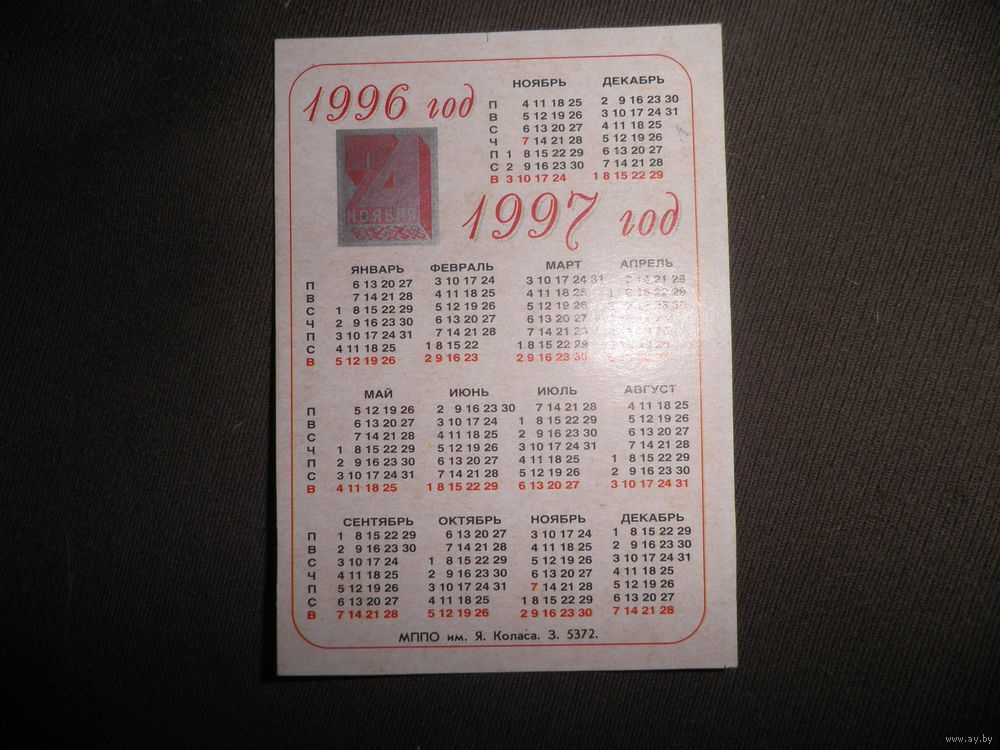 1996 год
НОЯБРЬ ДЕКАБРЬ
П 4 11 18 25 2 9 16 23 30
В 5 12 19 26 3 10 17 24 31
С 6 13 20 27 4 11 18 25
Ч 7 14 21 28 5 12 19 26
П 1 8 15 22 29 6 13 20 27
С 2 9 16 23 30 7 14 21 28
В 3 10 17 24 1 8 15 22 29
24
НОЯБРЯ
1997 год
ЯНВАРЬ ФЕВРАЛЬ МАРТ АПРЕЛЬ
П 6 13 20 27 3 10 17 24 3 10 17 24 31 14 21 28
В 7 14 21 28 4 11 18 25 4 11 18 25 1 8 15 22 29
С 1 8 15 22 29 5 12 19 26 5 12 19 26 23 30
Ч 2 9 16 23 30 6 13 20 27 6 13 20 27
П 3 10 17 24 31 7 14 21 28 7 14 21
С 4 11 18 25 1 8 15 22 1 8 15 22 29
В 5 12 19 26 2 9 16 23 2 9 16 23 30
МАЙ ИЮНЬ ИЮЛЬ АВГУСТ
П 5 12 19 26 2 9 16 23 30 7 14 21 28 4 11 18 25
В 6 13 20 27 3 10 17 24 1 8 15 22 29 5 12 19 26
С 7 14 21 28 4 11 18 25 2 9 16 23 30 6 13 20 27
Ч 1 8 15 22 29 5 12 19 26 3 10 17 24 31 7 14 21 28
П 2 9 16 23 30 6 13 20 27 4 11 18 25 1 8 15 22 29
С 3 10 17 24 31 7 14 21 28 5 12 19 26 2 9 16 23 30
В 4 11 18 25 1 8 15 22 29 6 13 20 27 3 10 17 24 31
СЕНТЯБРЬ ОКТЯБРЬ НОЯБРЬ ДЕКАБРЬ
П 1 8 15 22 29 6 13 20 27 3 10 17 24 1 8 15 22 29
В 2 9 16 23 30 7 14 21 28 4 11 18 25 2 9 16 23 30
С 3 10 17 24 1 8 15 22 29 5 12 19 26 3 10 17 24 31
Ч 4 11 18 25 2 9 16 23 30 6 13 20 27 4 11 18 25
П 5 12 19 26 3 10 17 24 31 7 14 21 28 5 12 19 26
С 6 13 20 27 4 11 18 25 1 8 15 22 29 6 13 20 27
В 7 14 21 28 5 12 19 26 2 9 16 23 30 7 14 21 28
МППО им. Я. Коласа. З. 5372.
www.ay.by